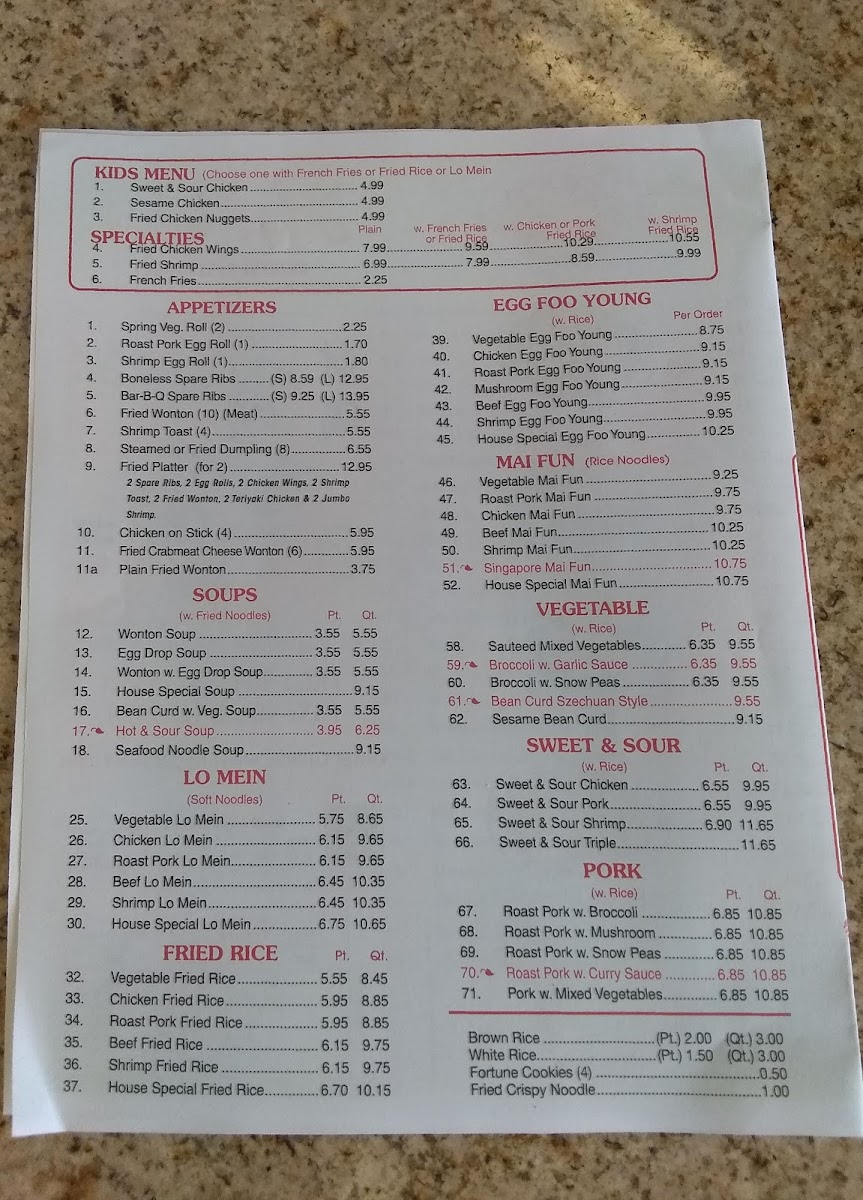 KIDS MENU (Choose one with French Fries or Fried Rice or Lo Mein
1. Sweet & Sour Chicken 4.99
2. Sesame Chicken 4.99
3. Fried Chicken Nuggets 4.99
SPECIALTIES Plain w. French Fries or Fried Rice w. Chicken or Pork Fried Rice w. Shrimp Fried Rice
4. Fried Chicken Wings 7.99 9.59 10.29 10.55
5. Fried Shrimp 6.99 7.99 8.59 9.99
6. French Fries 2.25
APPETIZERS
1. Spring Veg. Roll (2) 2.25
2. Roast Pork Egg Roll (1) 1.70
3. Shrimp Egg Roll (1) 1.80
4. Boneless Spare Ribs (S) 8.59 (L) 12.95
5. Bar-B-Q Spare Ribs (S) 9.25 (L) 13.95
6. Fried Wonton (10) (Meat) 5.55
7. Shrimp Toast (4) 5.55
8. Steamed or Fried Dumpling (8) 6.55
9. Fried Platter (for 2) 12.95
2 Spare Ribs, 2 Egg Rolls, 2 Chicken Wings, 2 Shrimp
Toast, 2 Fried Wonton, 2 Teriyaki Chicken & 2 Jumbo
Shrimp.
10. Chicken on Stick (4) 5.95
11. Fried Crabmeat Cheese Wonton (6) 5.95
11a Plain Fried Wonton 3.75
SOUPS
(w. Fried Noodles) Pt. Qt.
12. Wonton Soup 3.55 5.55
13. Egg Drop Soup 3.55 5.55
14. Wonton w. Egg Drop Soup 3.55 5.55
15. House Special Soup 9.15
16. Bean Curd w. Veg. Soup 3.55 5.55
17. Hot & Sour Soup 3.95 6.25
18. Seafood Noodle Soup 9.15
LO MEIN
(Soft Noodles) Pt. Qt.
25. Vegetable Lo Mein 5.75 8.65
26. Chicken Lo Mein 6.15 9.65
27. Roast Pork Lo Mein 6.15 9.65
28. Beef Lo Mein 6.45 10.35
29. Shrimp Lo Mein 6.45 10.35
30. House Special Lo Mein 6.75 10.65
FRIED RICE Pt. Qt.
32. Vegetable Fried Rice 5.55 8.45
33. Chicken Fried Rice 5.95 8.85
34. Roast Pork Fried Rice 5.95 8.85
35. Beef Fried Rice 6.15 9.75
36. Shrimp Fried Rice 6.15 9.75
37. House Special Fried Rice 6.70 10.15
EGG FOO YOUNG
(w. Rice) Per Order
39. Vegetable Egg Foo Young 8.75
40. Chicken Egg Foo Young 9.15
41. Roast Pork Egg Foo Young 9.15
42. Mushroom Egg Foo Young 9.15
43. Beef Egg Foo Young 9.95
44. Shrimp Egg Foo Young 9.95
45. House Special Egg Foo Young 10.25
MAI FUN (Rice Noodles)
46. Vegetable Mai Fun 9.25
47. Roast Pork Mai Fun 9.75
48. Chicken Mai Fun 9.75
49. Beef Mai Fun 10.25
50. Shrimp Mai Fun 10.25
51. Singapore Mai Fun 10.75
52. House Special Mai Fun 10.75
VEGETABLE
(w. Rice) Pt. Qt.
58. Sauteed Mixed Vegetables 6.35 9.55
59. Broccoli w. Garlic Sauce 6.35 9.55
60. Broccoli w. Snow Peas 6.35 9.55
61. Bean Curd Szechuan Style 9.55
62. Sesame Bean Curd 9.15
SWEET & SOUR
(w. Rice) Pt. Qt.
63. Sweet & Sour Chicken 6.55 9.95
64. Sweet & Sour Pork 6.55 9.95
65. Sweet & Sour Shrimp 6.90 11.65
66. Sweet & Sour Triple 11.65
PORK
(w. Rice) Pt. Qt.
67. Roast Pork w. Broccoli 6.85 10.85
68. Roast Pork w. Mushroom 6.85 10.85
69. Roast Pork w. Snow Peas 6.85 10.85
70. Roast Pork w. Curry Sauce 6.85 10.85
71. Pork w. Mixed Vegetables 6.85 10.85
Brown Rice (Pt.) 2.00 (Qt.) 3.00
White Rice (Pt.) 1.50 (Qt.) 3.00
Fortune Cookies (4) 0.50
Fried Crispy Noodle 1.00